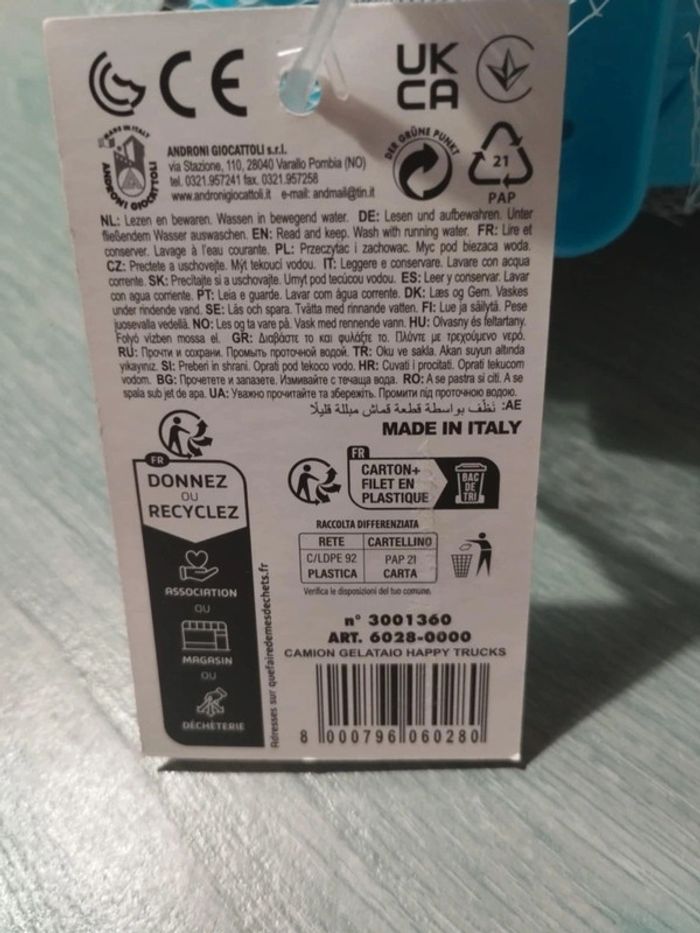 CE
UK
CA
MADE IN ITALY
ANDRONI GIOCATTOLI
ANDRONI GIOCATTOLI s.r.l.
via Stazione, 110, 28040 Varallo Pombia (NO)
tel. 0321.957241 fax. 0321.957258
www.andronigiocattoli.it e-mail: andmail@tin.it
DER GRÜNE PUNKT
21
PAP
NL: Lezen en bewaren. Wassen in bewegend water. DE: Lesen und aufbewahren. Unter
fließendem Wasser auswaschen. EN: Read and keep. Wash with running water. FR: Lire et
conserver. Lavage à l'eau courante. PL: Przeczytac i zachowac. Myc pod biezaca woda.
CZ: Prectete a uschovejte. Mýt tekoucí vodou. IT: Leggere e conservare. Lavare con acqua
corrente. SK: Precítajte si a uschovajte. Umyt pod tecúcou vodou. ES: Leer y conservar. Lavar
con agua corriente. PT: Leia e guarde. Lavar com água corrente. DK: Læs og Gem. Vaskes
under rindende vand. SE: Läs och spara. Tvätta med rinnande vatten. FI: Lue ja säilytä. Pese
juosevalla vedellä. NO: Les og ta vare på. Vask med rennende vann. HU: Olvasny és feltartany.
Folyó vízben mossa el. GR: Διαβάστε το και φυλάξτε το. Πλύντε με τρεχούμενο νερό.
RU: Прочти и сохрани. Промыть проточной водой. TR: Oku ve sakla. Akan suyun altında
yıkayınız. SI: Preberi in shrani. Oprati pod tekoco vodo. HR: Cuvati i procitati. Oprati tekucom
vodom. BG: Прочетете и запазете. Измивайте с течаща вода. RO: A se pastra si citi. A se
spala sub jet de apa. UA: Уважно прочитайте та збережіть. Промити під проточною водою.
AE: نَظّف بواسطة قطعة قماش مبللة قليلًا
MADE IN ITALY
FR
DONNEZ
OU
RECYCLEZ
ASSOCIATION
OU
MAGASIN
OU
DÉCHÈTERIE
Adresses sur quefairedemesdechets.fr
FR
CARTON+
FILET EN
PLASTIQUE
BAC
DE
TRI
RACCOLTA DIFFERENZIATA
RETE CARTELLINO
C/LDPE 92 PAP 21
PLASTICA CARTA
Verifica le disposizioni del tuo comune.
n° 3001360
ART. 6028-0000
CAMION GELATAIO HAPPY TRUCKS
8 000796 060280